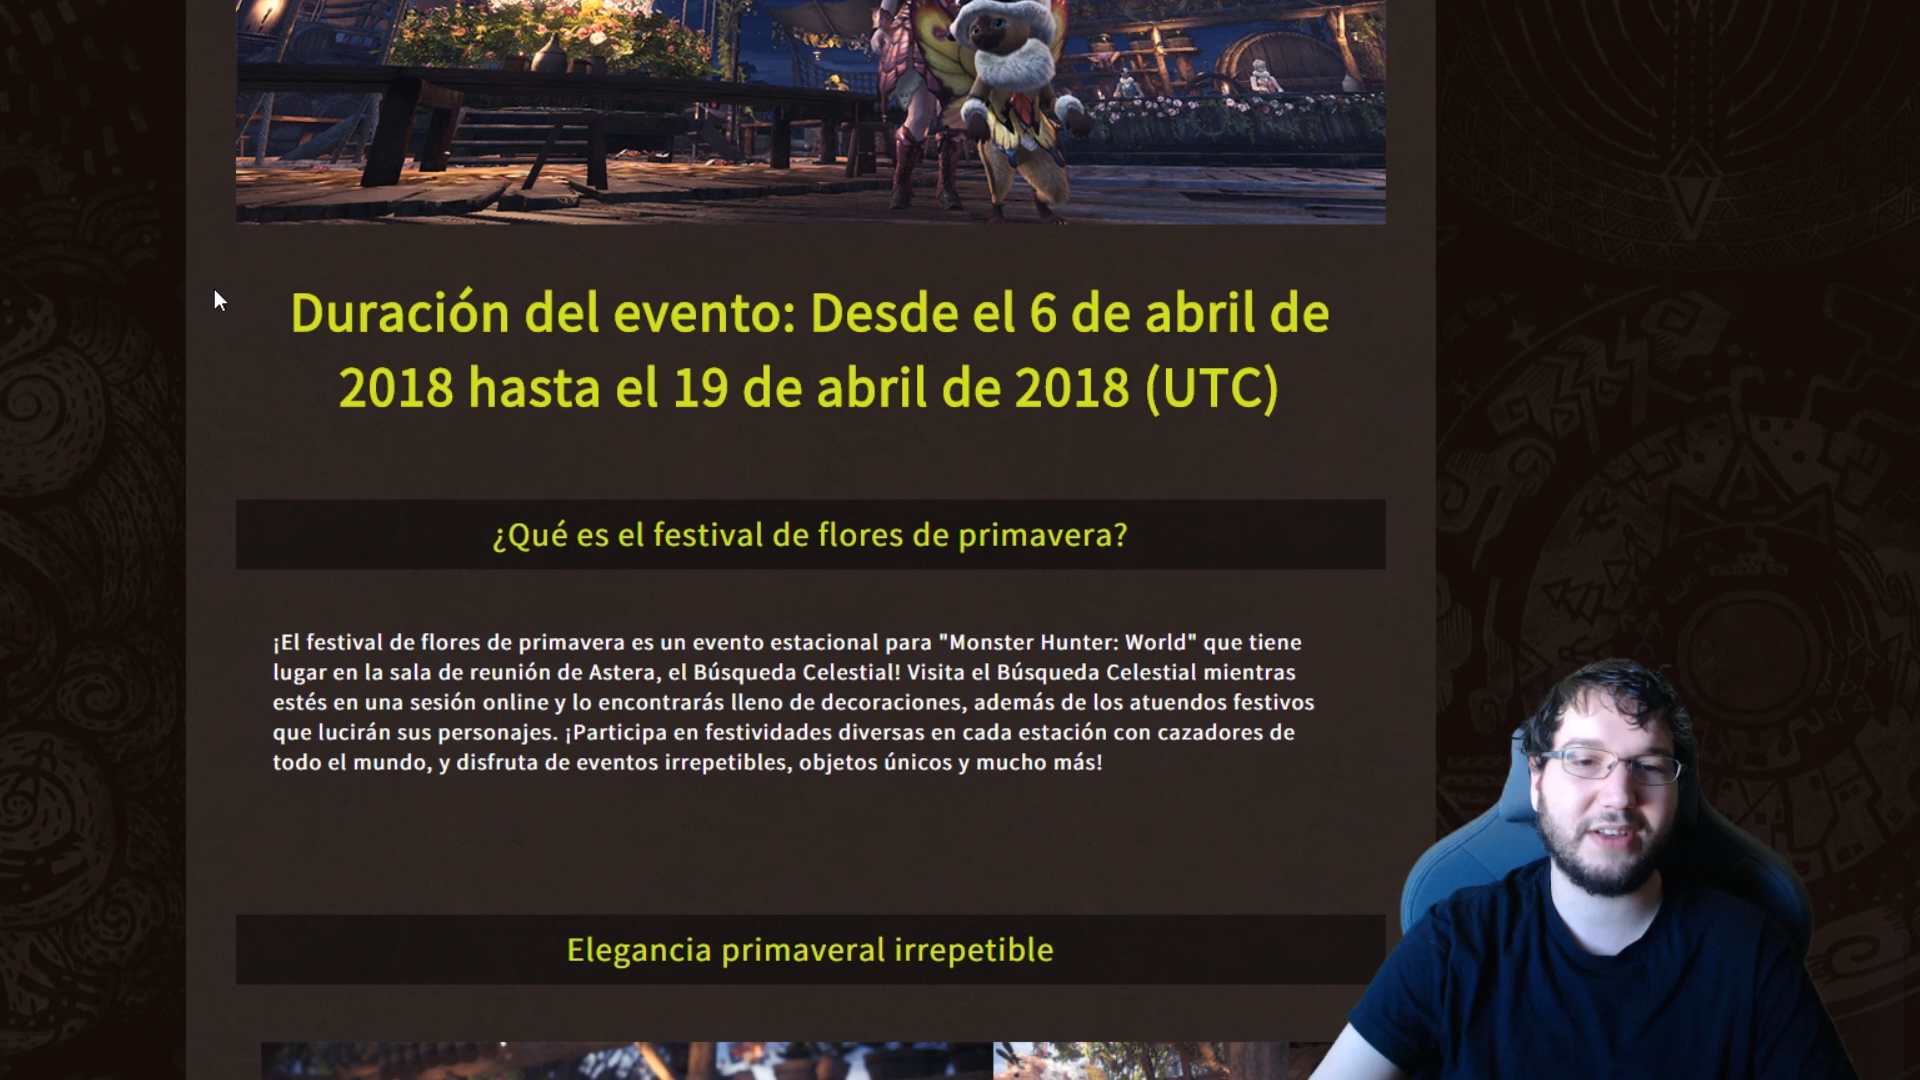 Duración del evento: Desde el 6 de abril de
2018 hasta el 19 de abril de 2018 (UTC)
¿Qué es el festival de flores de primavera?
¡El festival de flores de primavera es un evento estacional para "Monster Hunter: World" que tiene
lugar en la sala de reunión de Astera, el Búsqueda Celestial! Visita el Búsqueda Celestial mientras
estés en una sesión online y lo encontrarás lleno de decoraciones, además de los atuendos festivos
que lucirán sus personajes. ¡Participa en festividades diversas en cada estación con cazadores de
todo el mundo, y disfruta de eventos irrepetibles, objetos únicos y mucho más!
Elegancia primaveral irrepetible